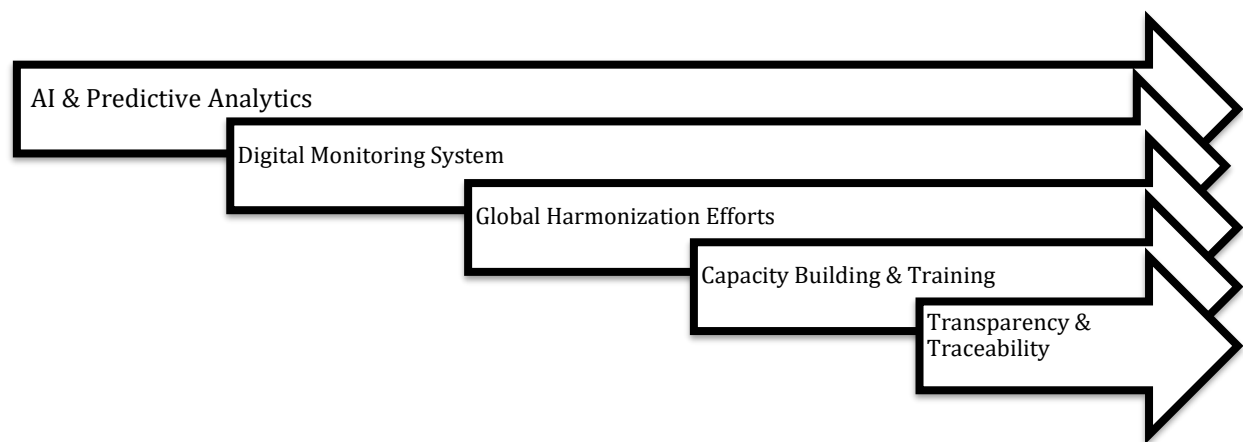 AI & Predictive Analytics
Digital Monitoring System
Global Harmonization Efforts
Capacity Building & Training
Transparency &
Traceability